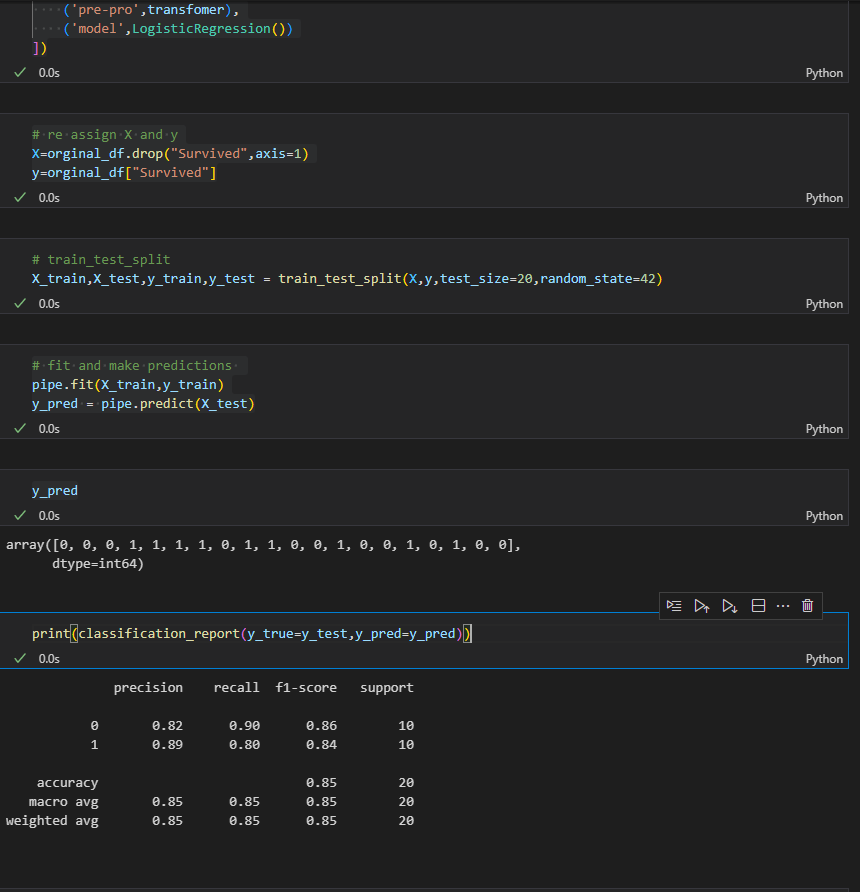 ('pre-pro',transfomer),
('model',LogisticRegression())
])
0.0s
Python
# re assign X and y
X=orginal_df.drop("Survived",axis=1)
y=orginal_df["Survived"]
0.0s
Python
# train_test_split
X_train,X_test,y_train,y_test = train_test_split(X,y,test_size=20,random_state=42)
0.0s
Python
# fit and make predictions
pipe.fit(X_train,y_train)
y_pred = pipe.predict(X_test)
0.0s
Python
y_pred
0.0s
Python
array([0, 0, 0, 1, 1, 1, 1, 0, 1, 1, 0, 0, 1, 0, 0, 1, 0, 1, 0, 0],
      dtype=int64)
print(classification_report(y_true=y_test,y_pred=y_pred))
0.0s
Python
              precision    recall  f1-score   support
           0       0.82      0.90      0.86        10
           1       0.89      0.80      0.84        10
    accuracy                           0.85        20
   macro avg       0.85      0.85      0.85        20
weighted avg       0.85      0.85      0.85        20